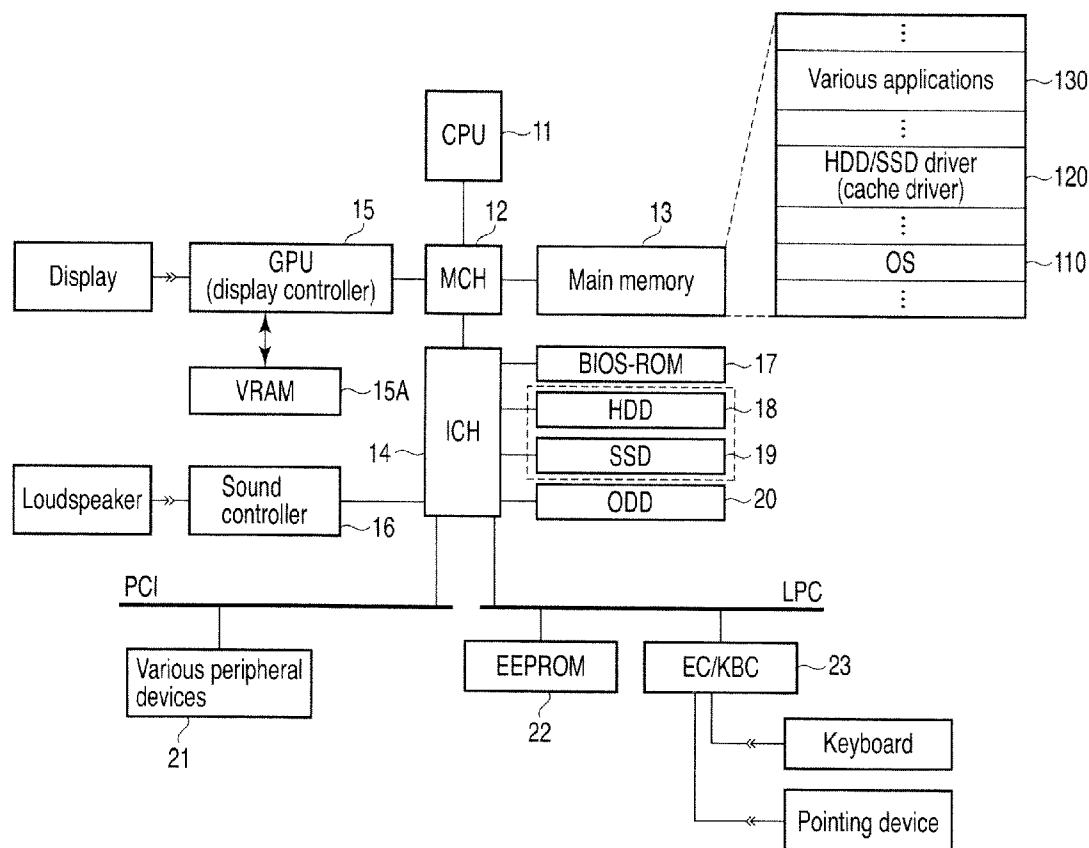 ⋮
Various applications
130
⋮
HDD/SSD driver
(cache driver)
120
⋮
OS
110
⋮
CPU
11
12
MCH
13
Main memory
15
GPU
(display controller)
Display
VRAM
15A
ICH
14
BIOS-ROM
17
HDD
18
SSD
19
ODD
20
Loudspeaker
Sound
controller
16
PCI
LPC
Various peripheral
devices
21
EEPROM
22
EC/KBC
23
Keyboard
Pointing device